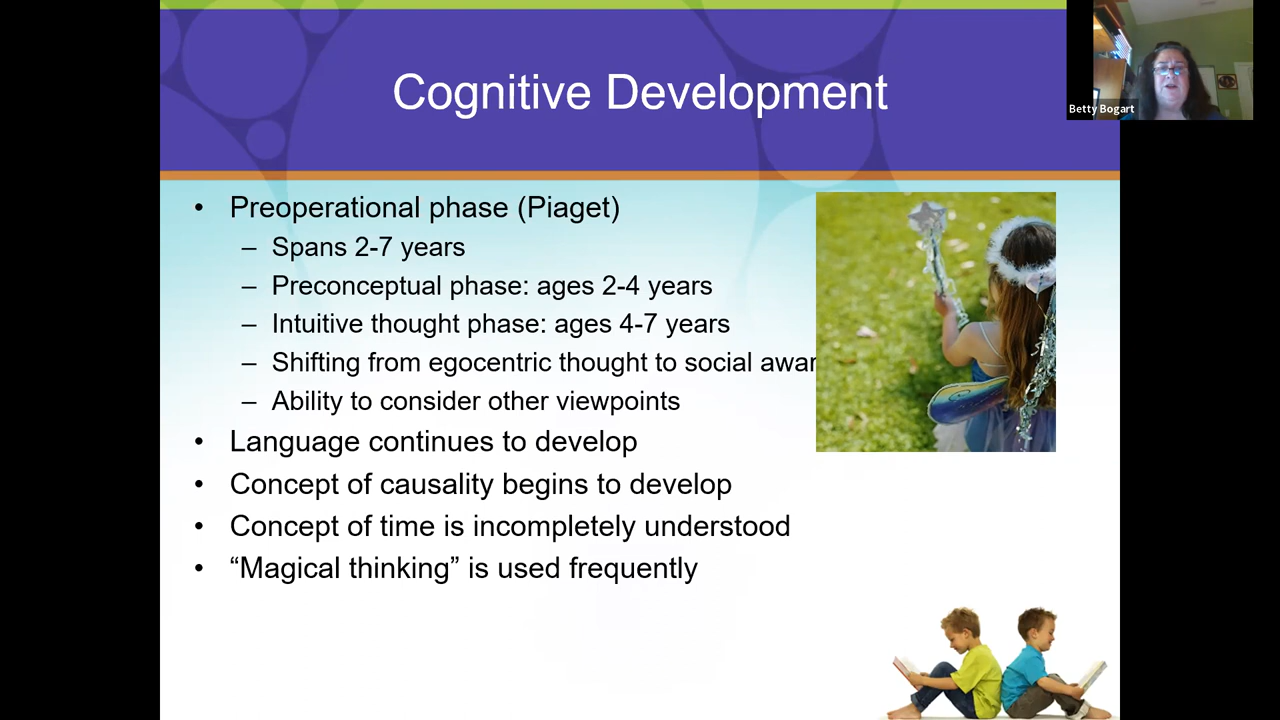 Cognitive Development
Betty Bogart
• Preoperational phase (Piaget)
– Spans 2-7 years
– Preconceptual phase: ages 2-4 years
– Intuitive thought phase: ages 4-7 years
– Shifting from egocentric thought to social awar
– Ability to consider other viewpoints
• Language continues to develop
• Concept of causality begins to develop
• Concept of time is incompletely understood
• “Magical thinking” is used frequently